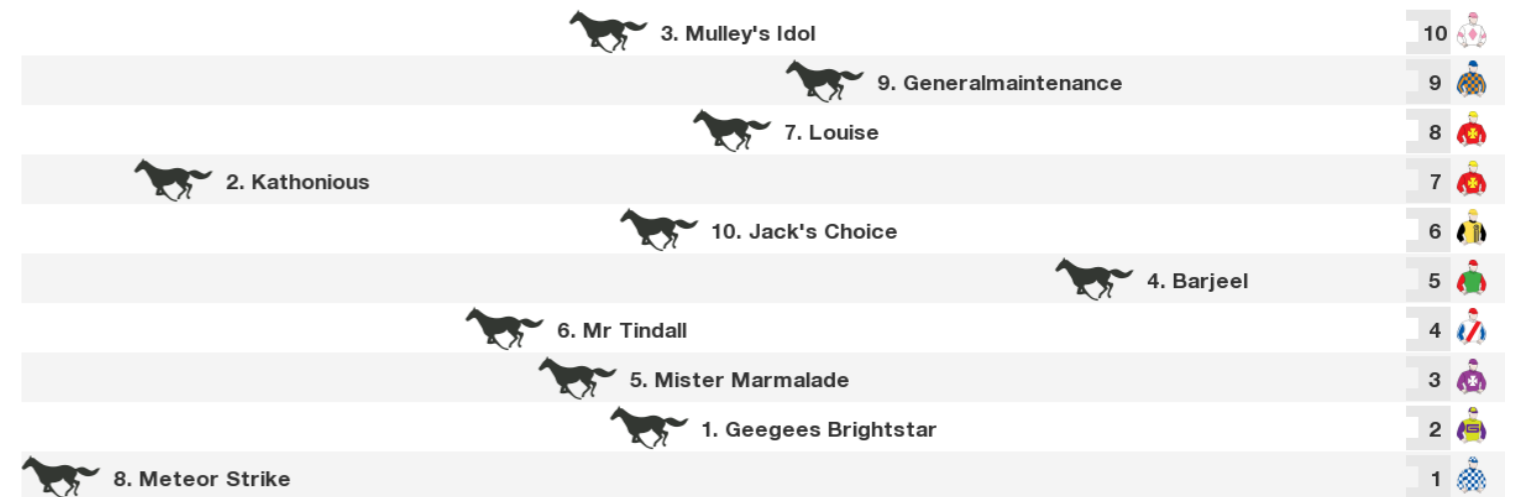 3. Mulley's Idol 10
9. Generalmaintenance 9
7. Louise 8
2. Kathonious 7
10. Jack's Choice 6
4. Barjeel 5
6. Mr Tindall 4
5. Mister Marmalade 3
1. Geegees Brightstar 2
8. Meteor Strike 1